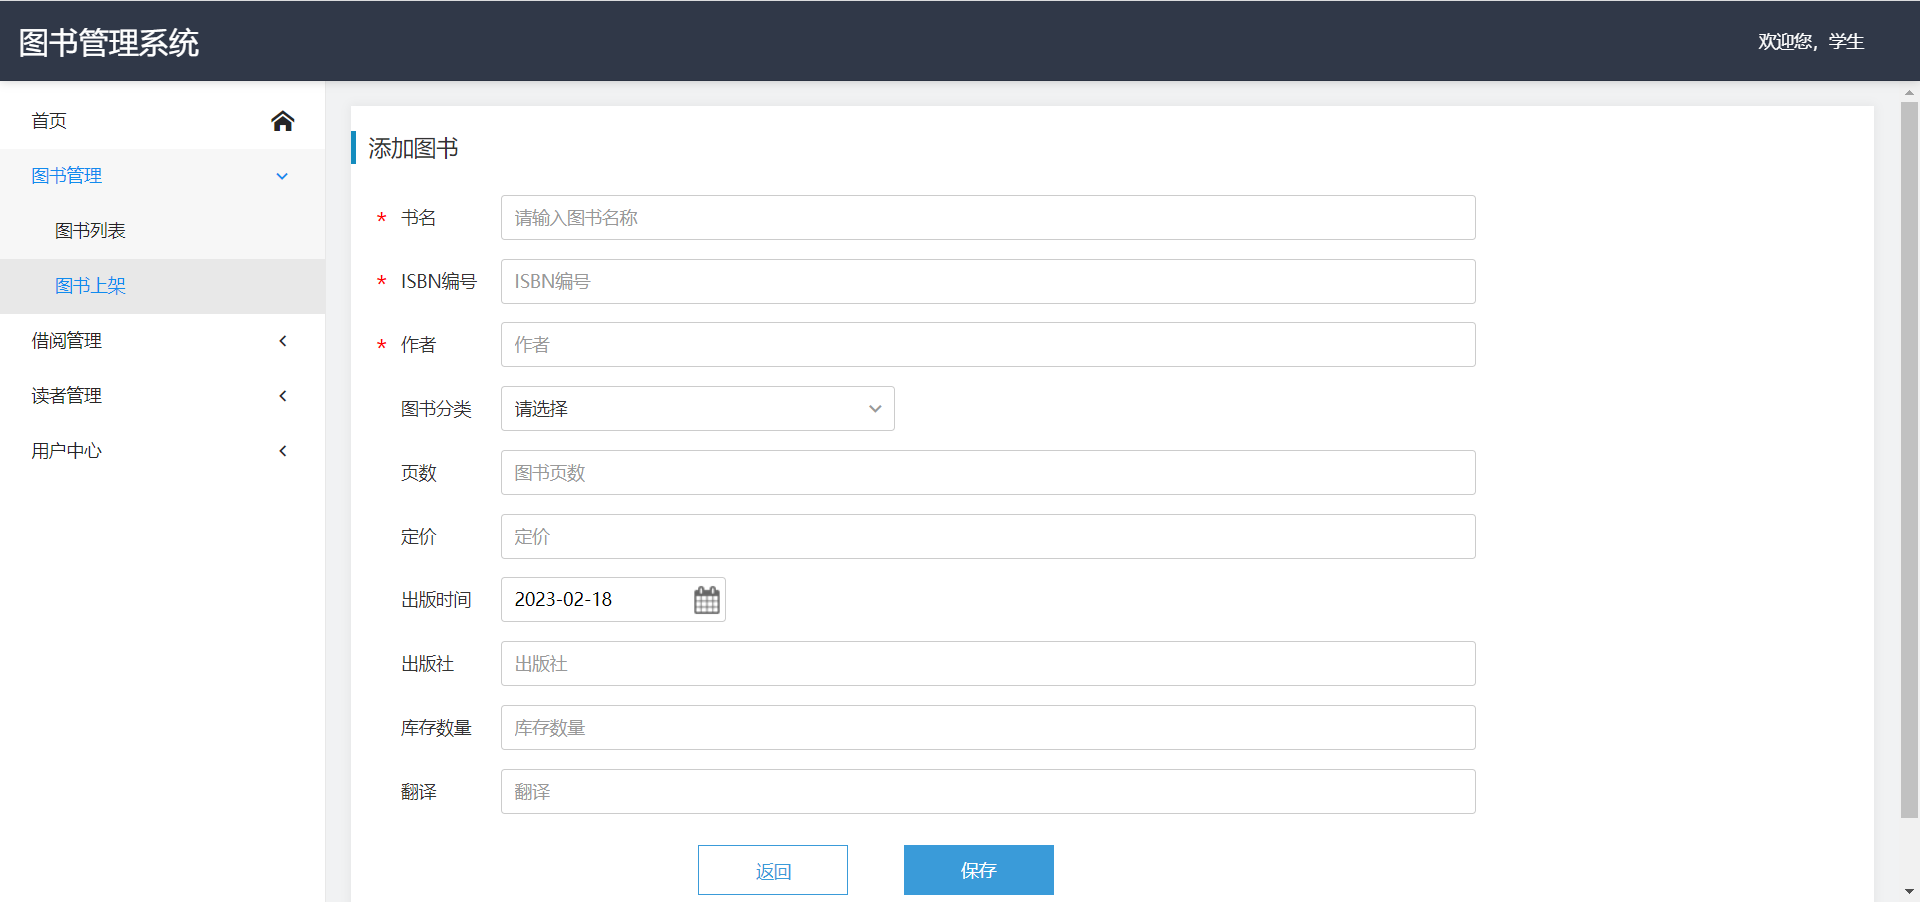 图书管理系统
欢迎您，学生
首页
图书管理
图书列表
图书上架
借阅管理
读者管理
用户中心
添加图书
* 书名 请输入图书名称
* ISBN编号 ISBN编号
* 作者 作者
图书分类 请选择
页数 图书页数
定价 定价
出版时间 2023-02-18
出版社 出版社
库存数量 库存数量
翻译 翻译
返回 保存